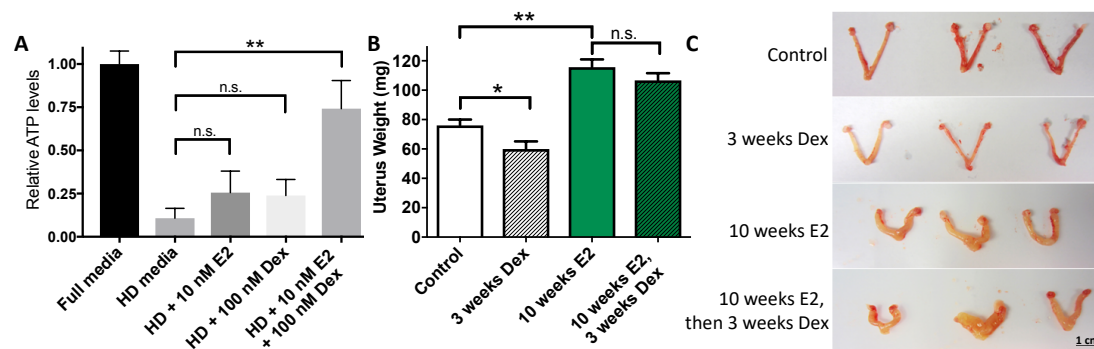 A
Relative ATP levels
1.00
0.75
0.50
0.25
0.00
**
n.s.
n.s.
Full media
HD media
HD + 10 nM E2
HD + 100 nM Dex
HD + 10 nM E2
+ 100 nM Dex
B
Uterus Weight (mg)
120
100
80
60
40
20
0
**
n.s.
*
Control
3 weeks Dex
10 weeks E2
10 weeks E2,
3 weeks Dex
C
Control
3 weeks Dex
10 weeks E2
10 weeks E2,
then 3 weeks Dex
1 cm